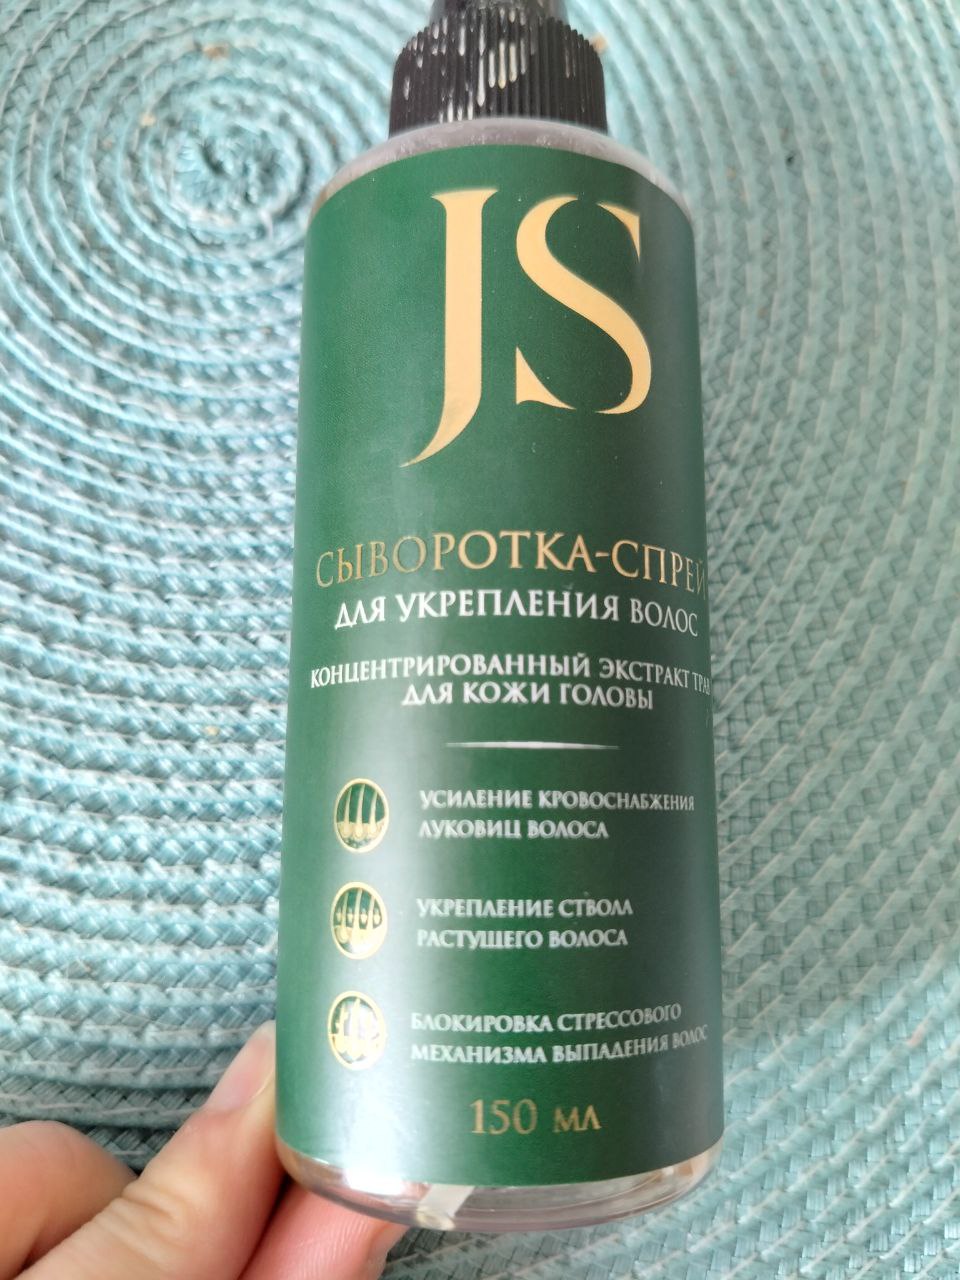 JS
СЫВОРОТКА-СПРЕЙ
ДЛЯ УКРЕПЛЕНИЯ ВОЛОС
КОНЦЕНТРИРОВАННЫЙ ЭКСТРАКТ ТРАВ
ДЛЯ КОЖИ ГОЛОВЫ
УСИЛЕНИЕ КРОВОСНАБЖЕНИЯ
ЛУКОВИЦ ВОЛОСА
УКРЕПЛЕНИЕ СТВОЛА
РАСТУЩЕГО ВОЛОСА
БЛОКИРОВКА СТРЕССОВОГО
МЕХАНИЗМА ВЫПАДЕНИЯ ВОЛОС
150 МЛ